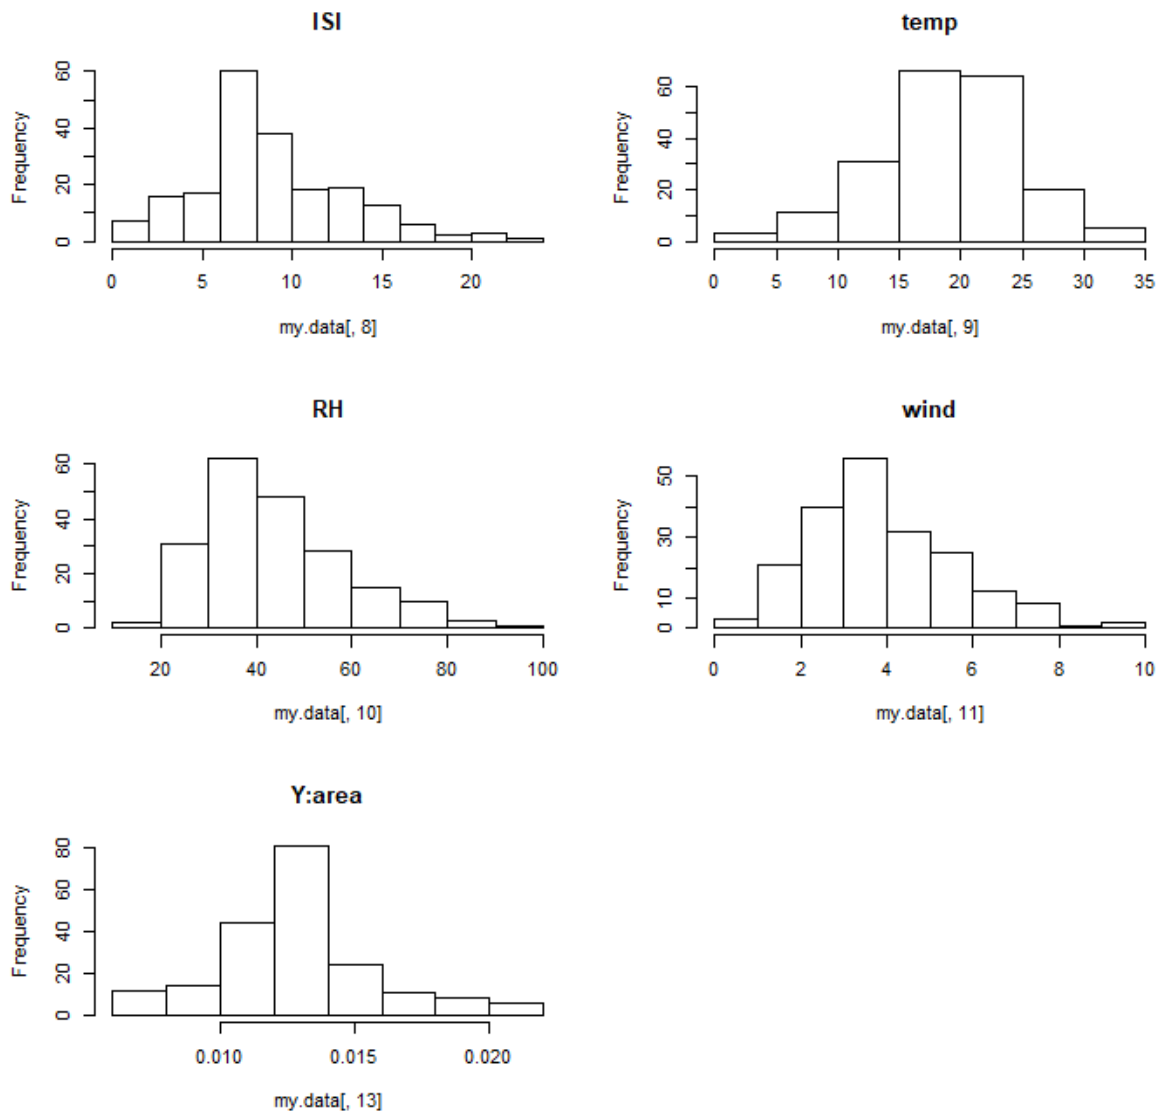 ISI
Frequency
0 20 40 60
0 5 10 15 20
my.data[, 8]
temp
Frequency
0 20 40 60
0 5 10 15 20 25 30 35
my.data[, 9]
RH
Frequency
0 20 40 60
20 40 60 80 100
my.data[, 10]
wind
Frequency
0 10 30 50
0 2 4 6 8 10
my.data[, 11]
Y:area
Frequency
0 20 40 60 80
0.010 0.015 0.020
my.data[, 13]